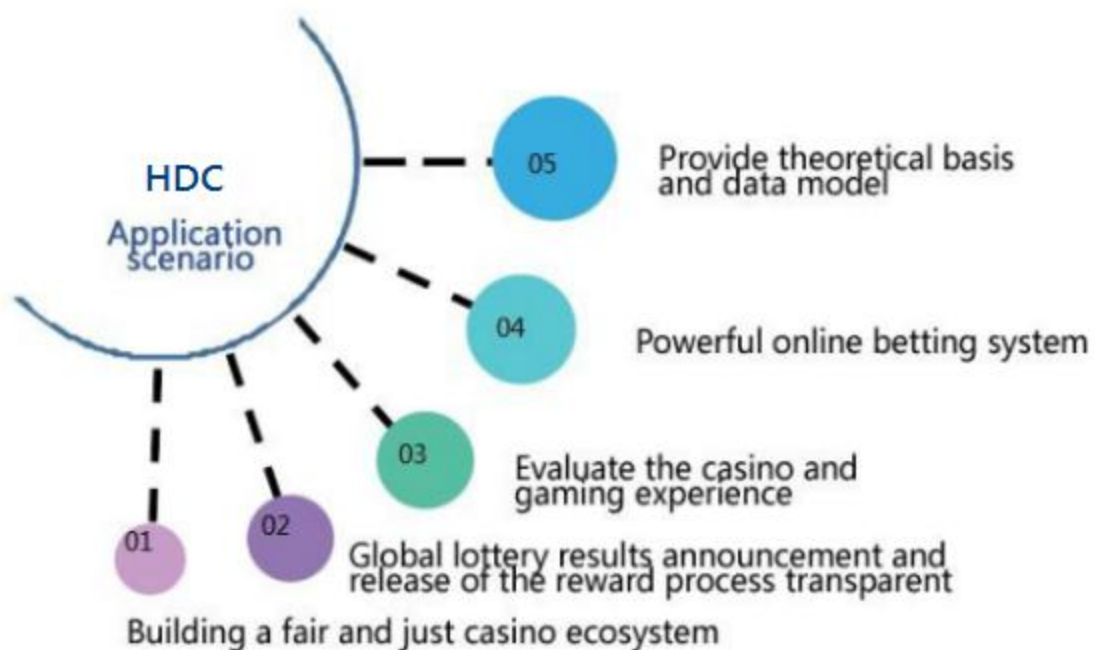 HDC
Application
scenario
05
Provide theoretical basis
and data model
04
Powerful online betting system
03
Evaluate the casino and
gaming experience
02
Global lottery results announcement and
release of the reward process transparent
01
Building a fair and just casino ecosystem